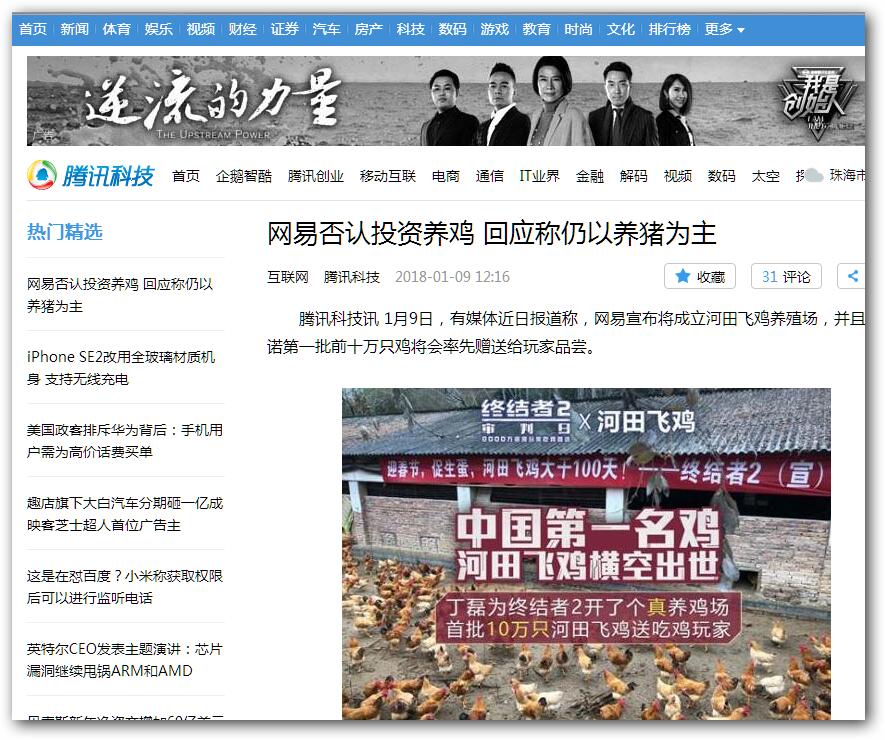 首页 新闻 体育 娱乐 视频 财经 证券 汽车 房产 科技 数码 游戏 教育 时尚 文化 排行榜 更多
逆流的力量
THE UPSTREAM POWER
广告
我是创始人
I AM
腾讯科技 首页 企鹅智酷 腾讯创业 移动互联 电商 通信 IT业界 金融 解码 视频 数码 太空 珠海市
热门精选
网易否认投资养鸡 回应称仍以
养猪为主
iPhone SE2改用全玻璃材质机
身 支持无线充电
美国政客排斥华为背后：手机用
户需为高价话费买单
趣店旗下大白汽车分期砸一亿成
映客芝士超人首位广告主
这是在怼百度？小米称获取权限
后可以进行监听电话
英特尔CEO发表主题演讲：芯片
漏洞继续甩锅ARM和AMD
网易否认投资养鸡 回应称仍以养猪为主
互联网 腾讯科技 2018-01-09 12:16 收藏 31 评论
腾讯科技讯 1月9日，有媒体近日报道称，网易宣布将成立河田飞鸡养殖场，并且
诺第一批前十万只鸡将会率先赠送给玩家品尝。
终结者2
审判日
X 河田飞鸡
迎春节，促生蛋，河田飞鸡大干100天！——终结者2（宣）
中国第一名鸡
河田飞鸡横空出世
丁磊为终结者2开了个真养鸡场
首批10万只河田飞鸡送吃鸡玩家